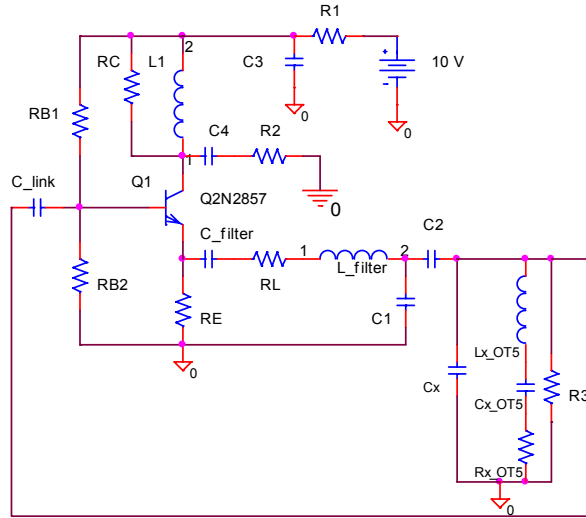 R1
2
RC
L1
C3
10 V
0
0
RB1
C4
R2
1
C_link
Q1
Q2N2857
0
C_filter
C2
1
2
RB2
RL
L_filter
RE
C1
0
Lx_OT5
Cx
Cx_OT5
R3
Rx_OT5
0